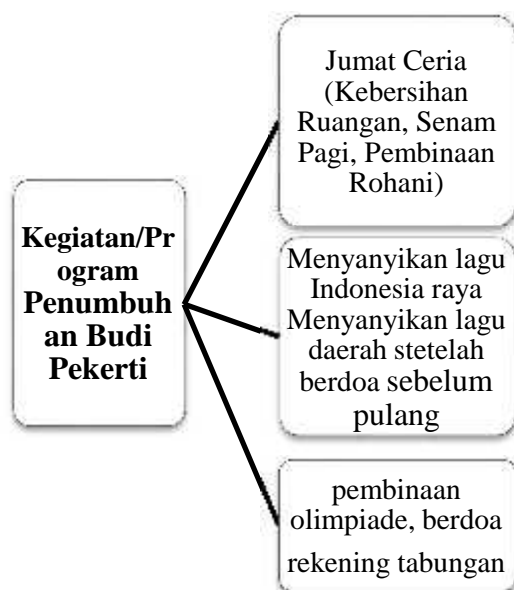 Kegiatan/Pr
ogram
Penumbuh
an Budi
Pekerti
Jumat Ceria
(Kebersihan
Ruangan, Senam
Pagi, Pembinaan
Rohani)
Menyanyikan lagu
Indonesia raya
Menyanyikan lagu
daerah stetelah
berdoa sebelum
pulang
pembinaan
olimpiade, berdoa
rekening tabungan